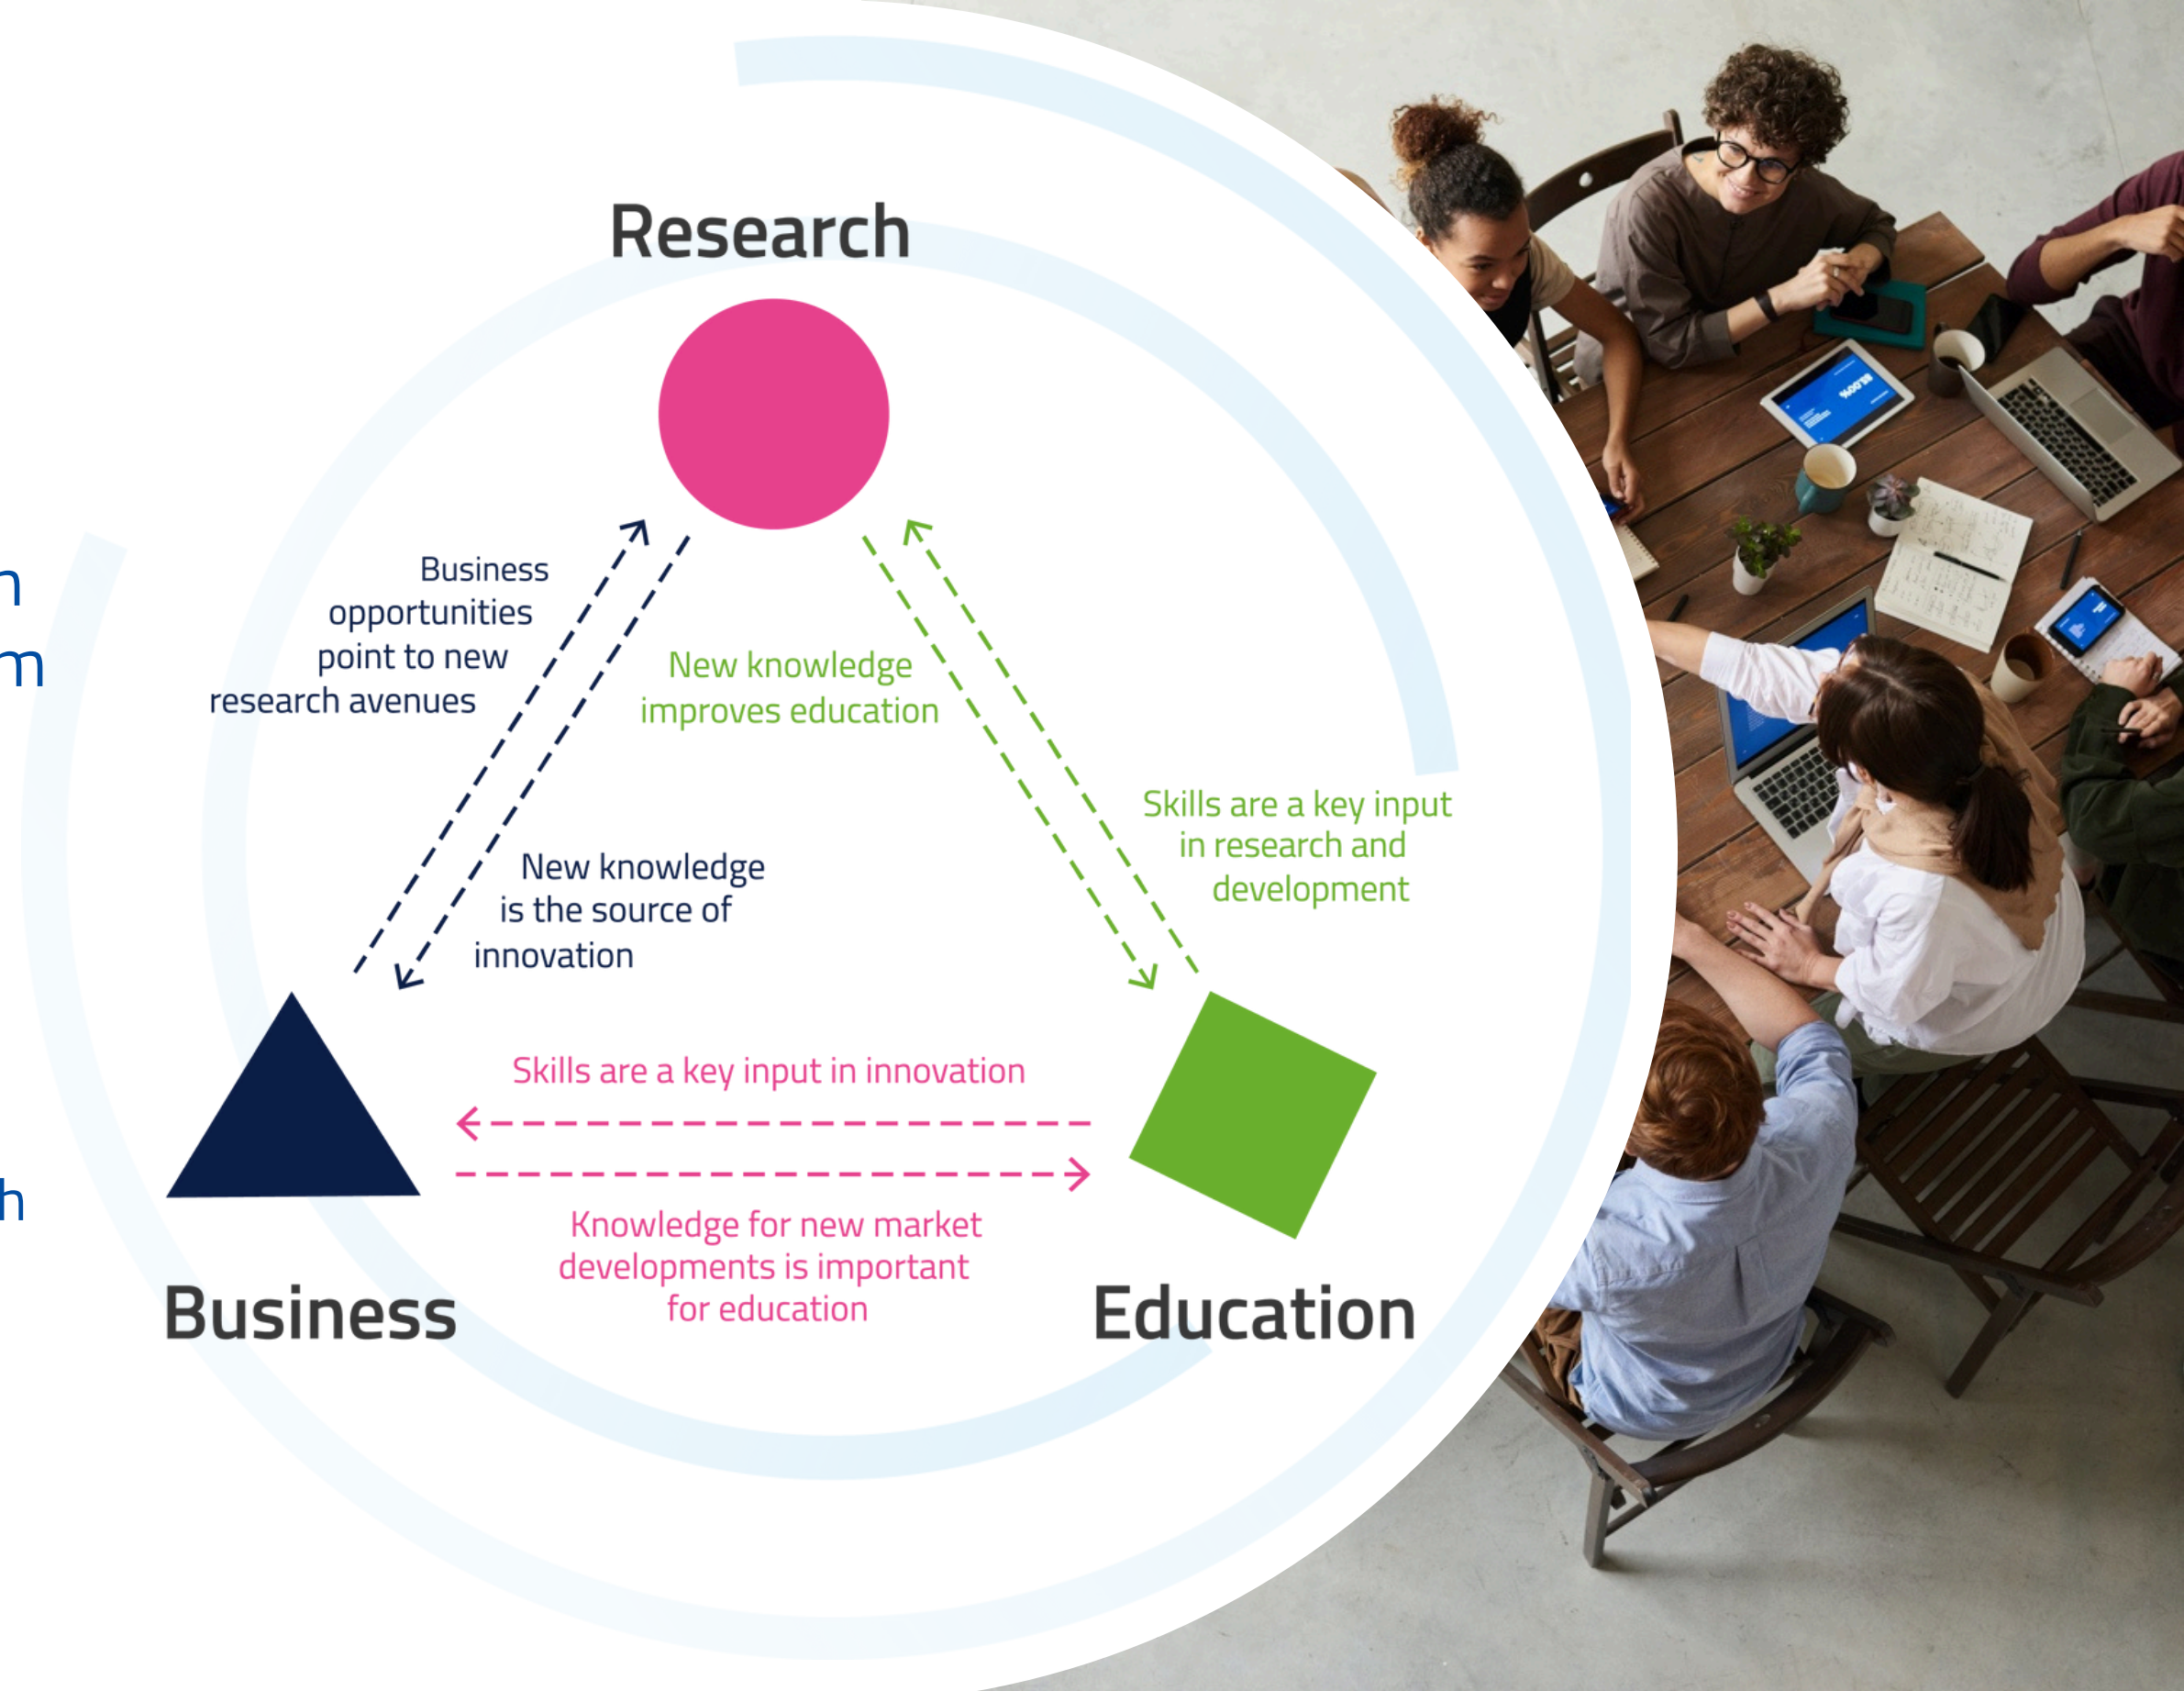 Research
Business
opportunities
point to new
research avenues
New knowledge
improves education
Skills are a key input
in research and
development
New knowledge
is the source of
innovation
Skills are a key input in innovation
Knowledge for new market
developments is important
for education
Business
Education